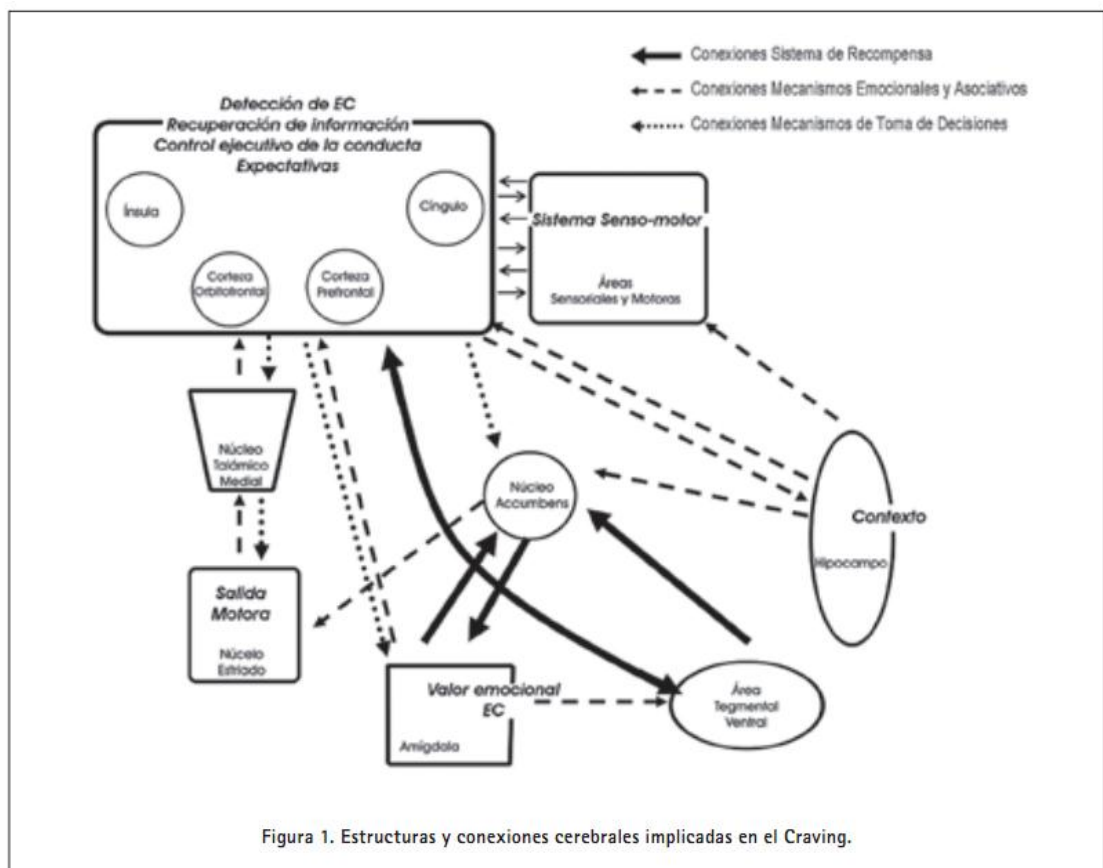 Conexiones Sistema de Recompensa
Conexiones Mecanismos Emocionales y Asociativos
Conexiones Mecanismos de Toma de Decisiones
Detección de EC
Recuperación de información
Control ejecutivo de la conducta
Expectativas
Ínsula
Cíngulo
Corteza
Orbitofrontal
Corteza
Prefrontal
Sistema Senso-motor
Áreas
Sensoriales y Motoras
Núcleo
Talámico
Medial
Núcleo
Accumbens
Contexto
Hipocampo
Salida
Motora
Núcelo
Estriado
Valor emocional
EC
Amígdala
Área
Tegmental
Ventral
Figura 1. Estructuras y conexiones cerebrales implicadas en el Craving.